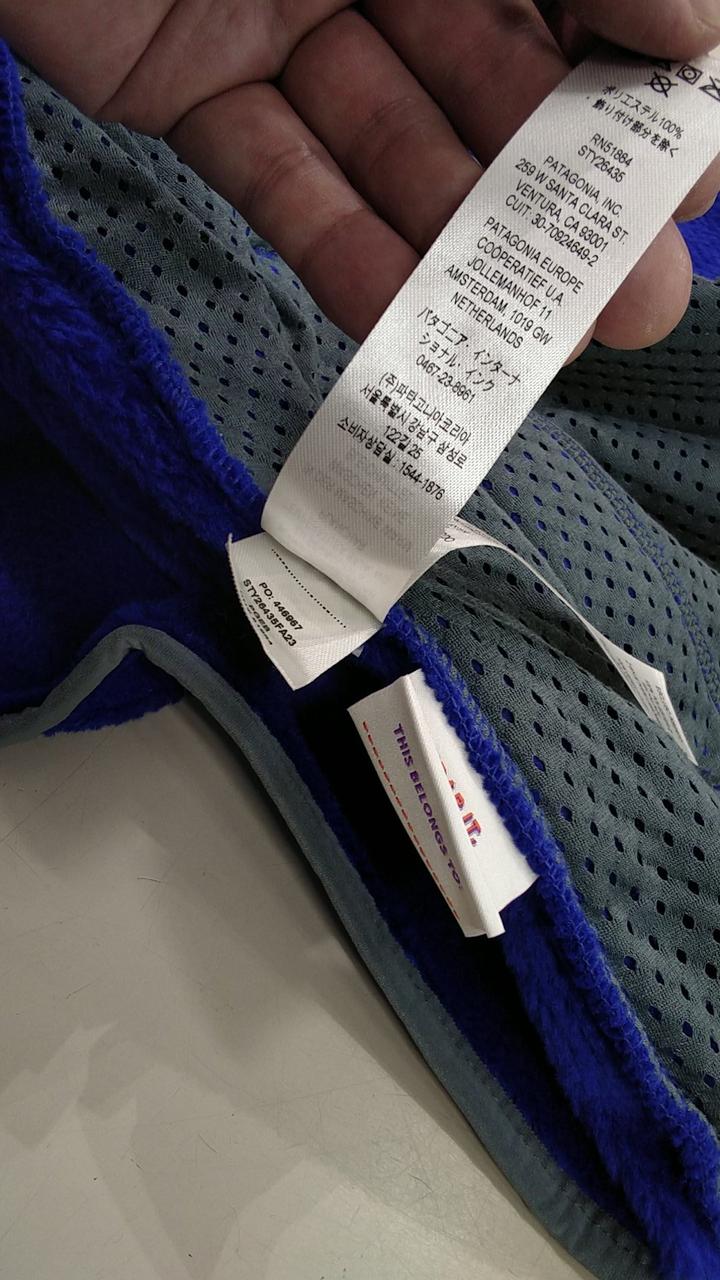 ポリエステル100%
・飾り付け部分を除く
RN51884
STY26435
PATAGONIA, INC.
259 W SANTA CLARA ST.
VENTURA, CA 93001
CUIT: 30-70924649-2
PATAGONIA EUROPE
COÖPERATIEF U.A
JOLLEMANHOF 11
AMSTERDAM, 1019 GW
NETHERLANDS
パタゴニア・インターナ
ショナル・インク
0467-23-8961
(주)파타고니아코리아
서울특별시 강남구 삼성로
122길 25
소비자상담실 : 1544-1876
PO: 446967
STY26435FA23
IT.
THIS BELONGS TO: